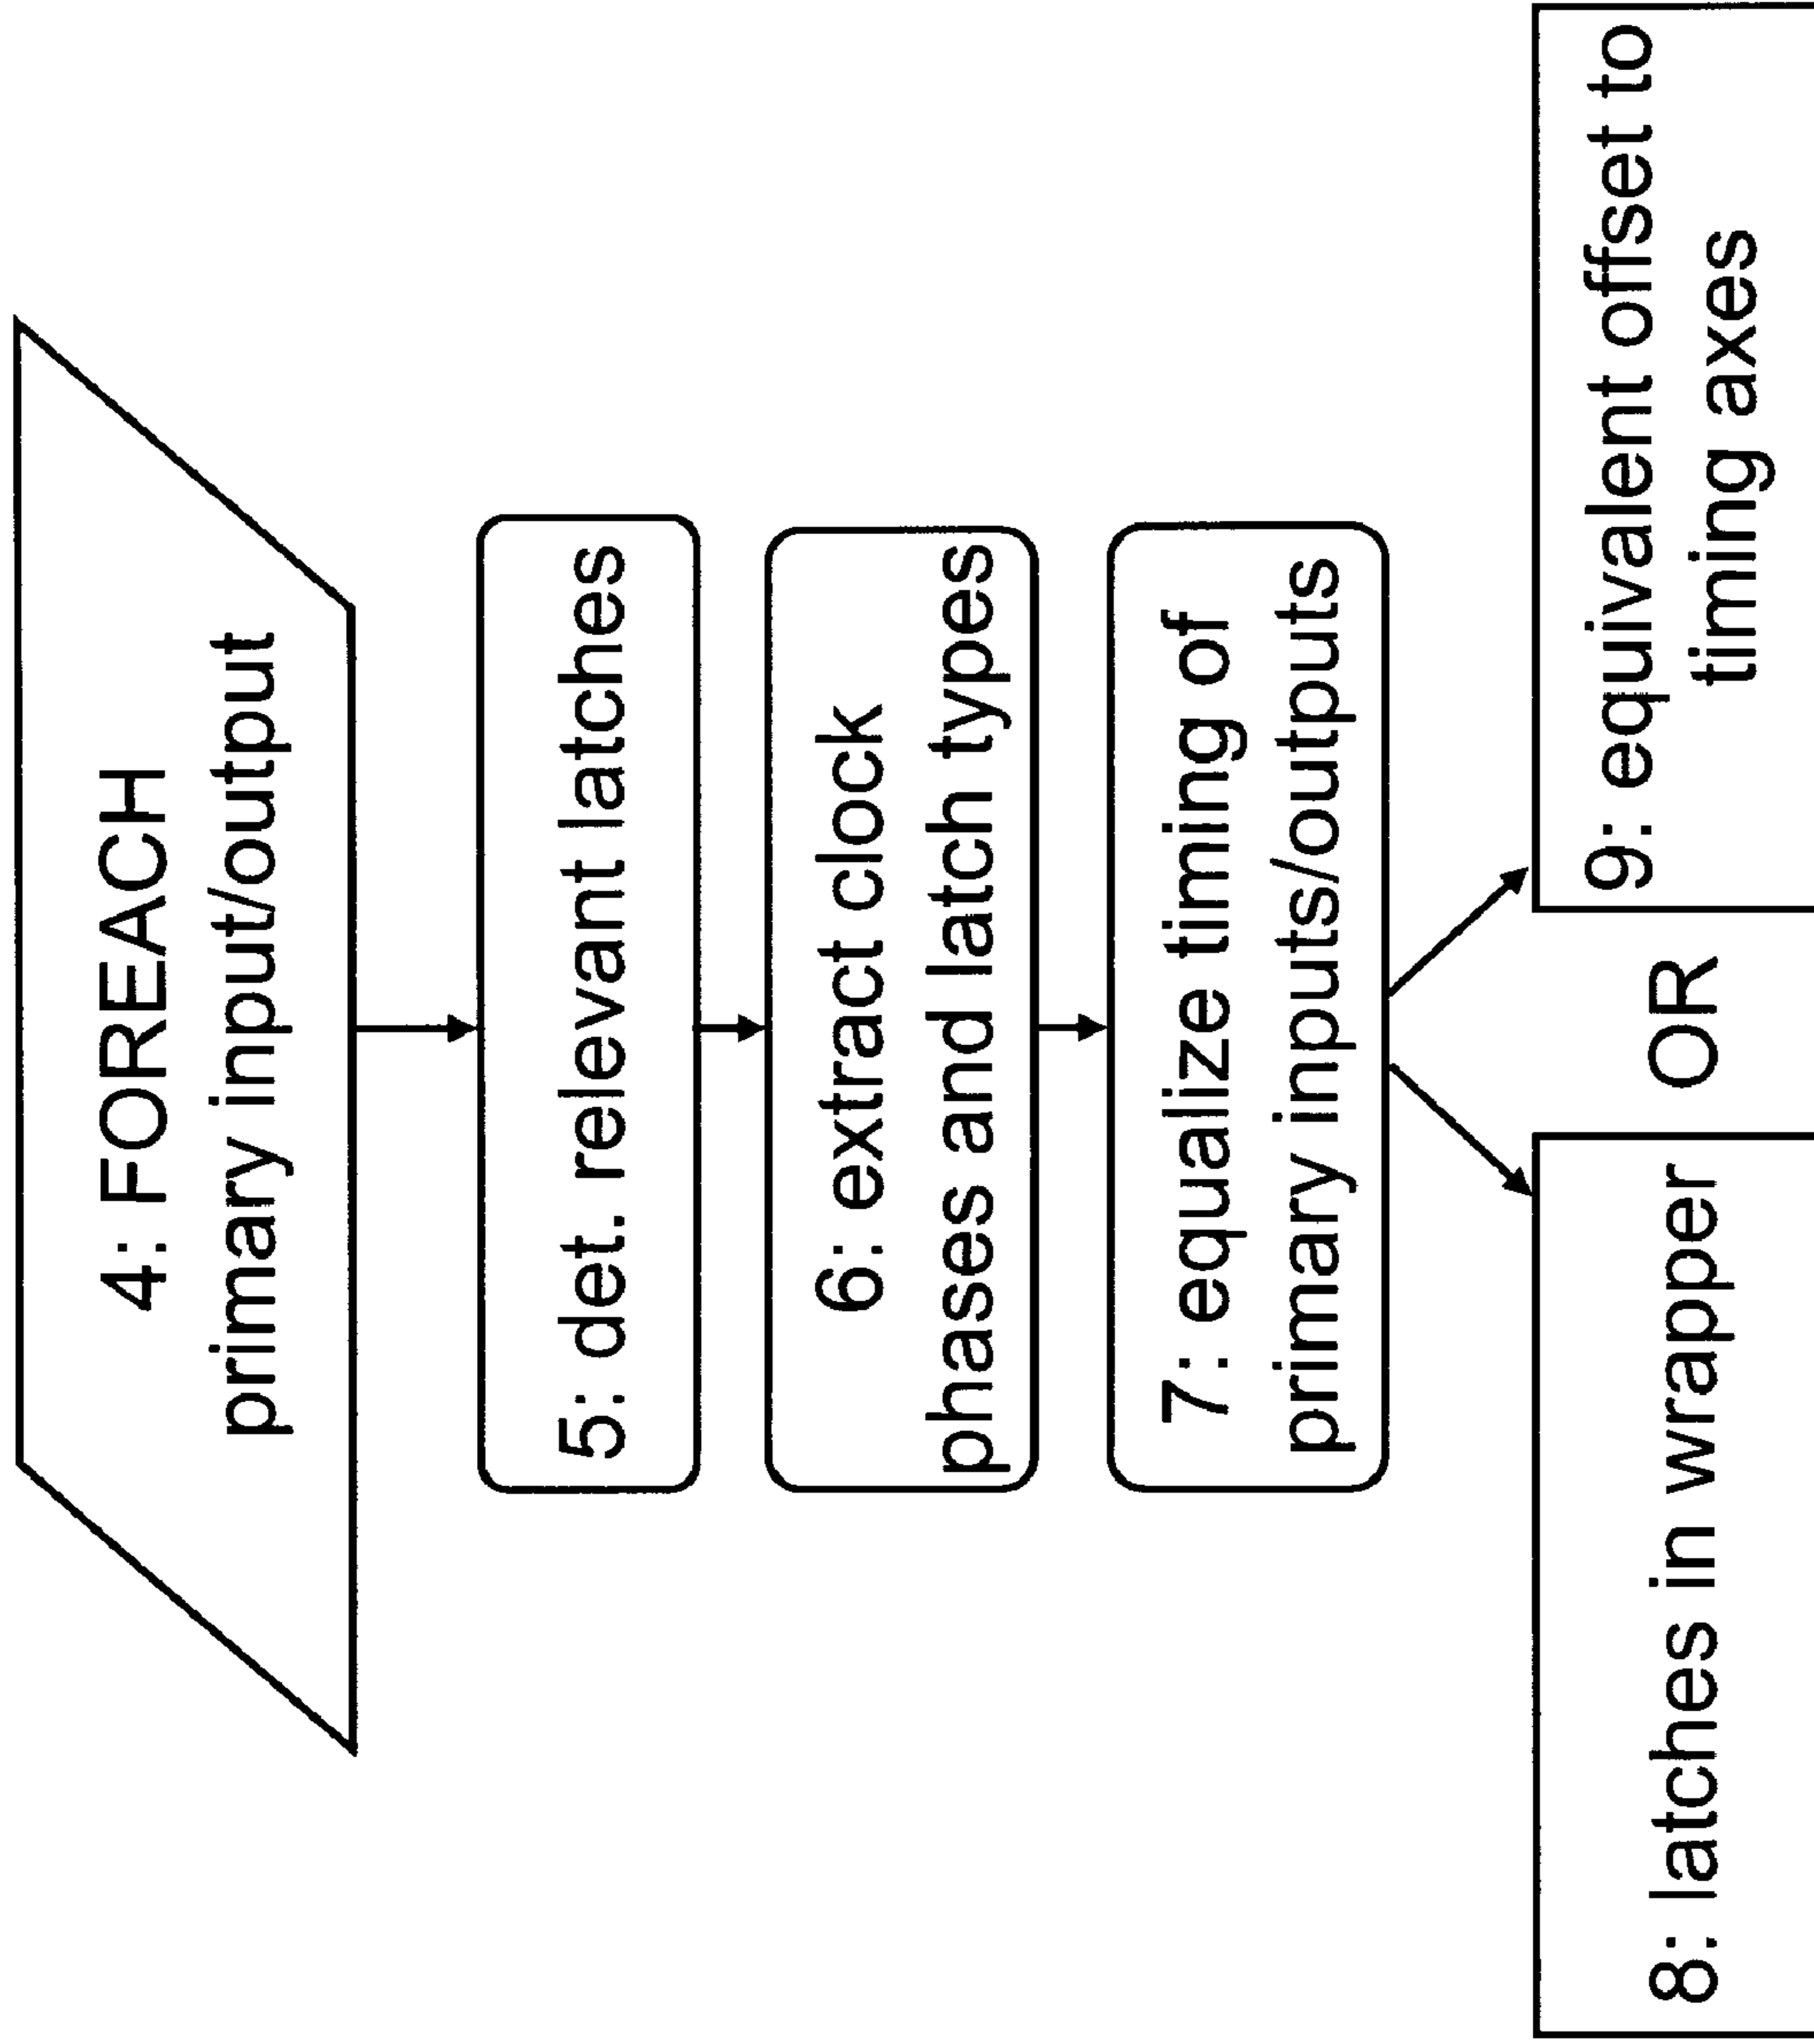 4: FOREACH
primary input/output
5: det. relevant latches
6: extract clock
phases and latch types
7: equalize timing of
primary inputs/outputs
8: latches in wrapper
OR
9: equivalent offset to
timing axes